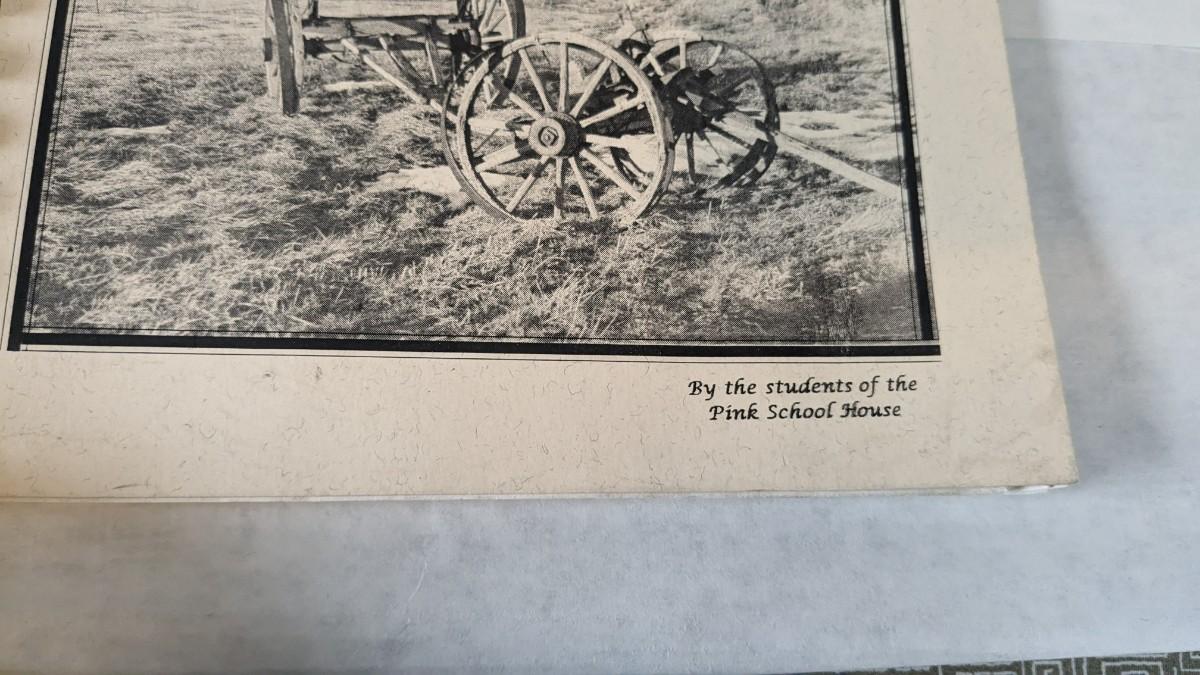 By the students of the
Pink School House